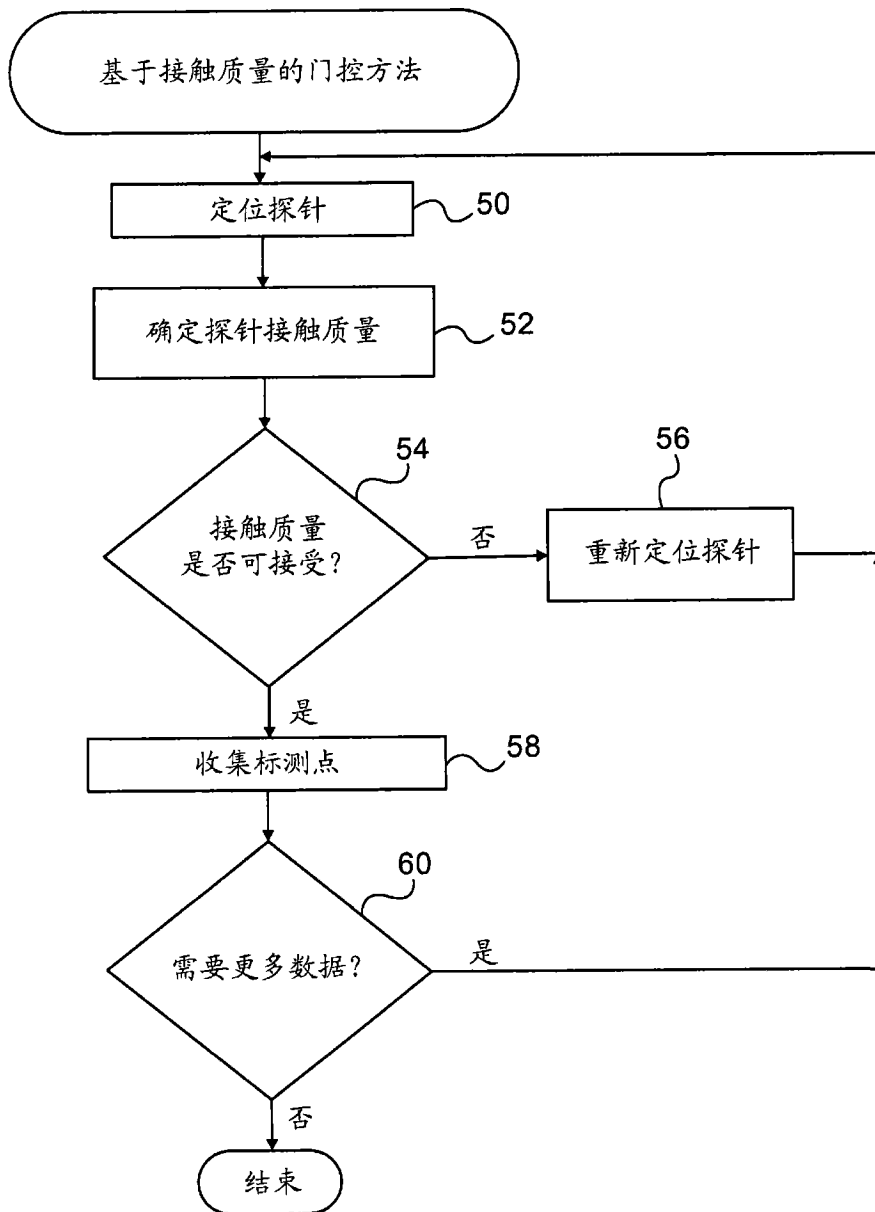 基于接触质量的门控方法
定位探针
50
确定探针接触质量
52
54
接触质量
是否可接受?
否
56
重新定位探针
是
收集标测点
58
60
需要更多数据?
是
否
结束